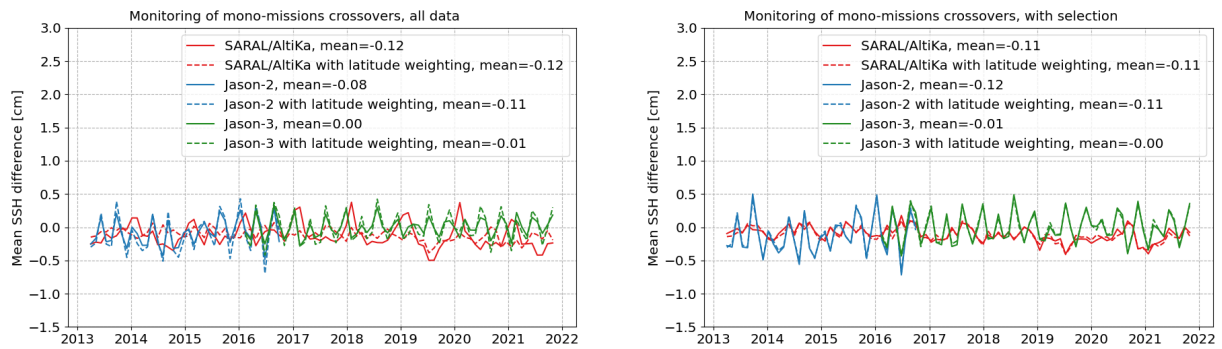 Monitoring of mono-missions crossovers, all data
Mean SSH difference [cm]
3.0
2.5
2.0
1.5
1.0
0.5
0.0
−0.5
−1.0
−1.5
SARAL/AltiKa, mean=-0.12
SARAL/AltiKa with latitude weighting, mean=-0.12
Jason-2, mean=-0.08
Jason-2 with latitude weighting, mean=-0.11
Jason-3, mean=0.00
Jason-3 with latitude weighting, mean=-0.01
2013 2014 2015 2016 2017 2018 2019 2020 2021 2022
Monitoring of mono-missions crossovers, with selection
Mean SSH difference [cm]
3.0
2.5
2.0
1.5
1.0
0.5
0.0
−0.5
−1.0
−1.5
SARAL/AltiKa, mean=-0.11
SARAL/AltiKa with latitude weighting, mean=-0.11
Jason-2, mean=-0.12
Jason-2 with latitude weighting, mean=-0.11
Jason-3, mean=-0.01
Jason-3 with latitude weighting, mean=-0.00
2013 2014 2015 2016 2017 2018 2019 2020 2021 2022